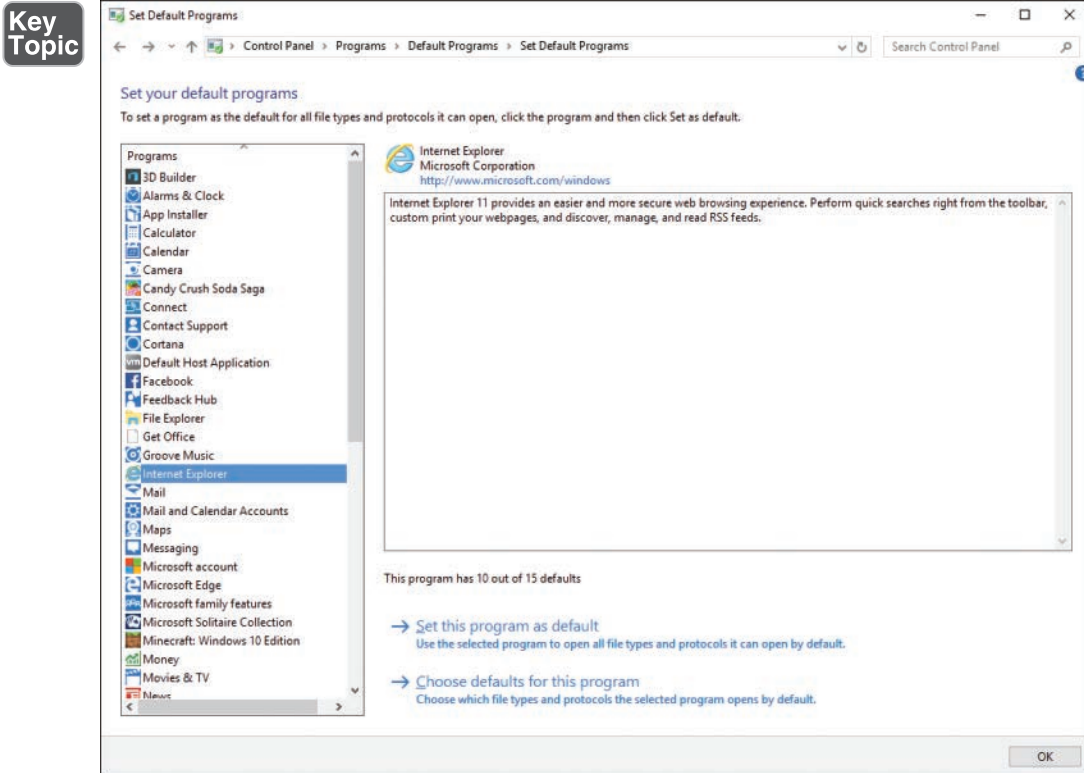 Key
Topic
Set Default Programs
Control Panel > Programs > Default Programs > Set Default Programs
Search Control Panel
Set your default programs
To set a program as the default for all file types and protocols it can open, click the program and then click Set as default.
Programs
3D Builder
Alarms & Clock
App Installer
Calculator
Calendar
Camera
Candy Crush Soda Saga
Connect
Contact Support
Cortana
vm Default Host Application
Facebook
Feedback Hub
File Explorer
Get Office
Groove Music
Internet Explorer
Mail
Mail and Calendar Accounts
Maps
Messaging
Microsoft account
Microsoft Edge
Microsoft family features
Microsoft Solitaire Collection
Minecraft: Windows 10 Edition
Money
Movies & TV
News
Internet Explorer
Microsoft Corporation
http://www.microsoft.com/windows
Internet Explorer 11 provides an easier and more secure web browsing experience. Perform quick searches right from the toolbar,
custom print your webpages, and discover, manage, and read RSS feeds.
This program has 10 out of 15 defaults
Set this program as default
Use the selected program to open all file types and protocols it can open by default.
Choose defaults for this program
Choose which file types and protocols the selected program opens by default.
OK